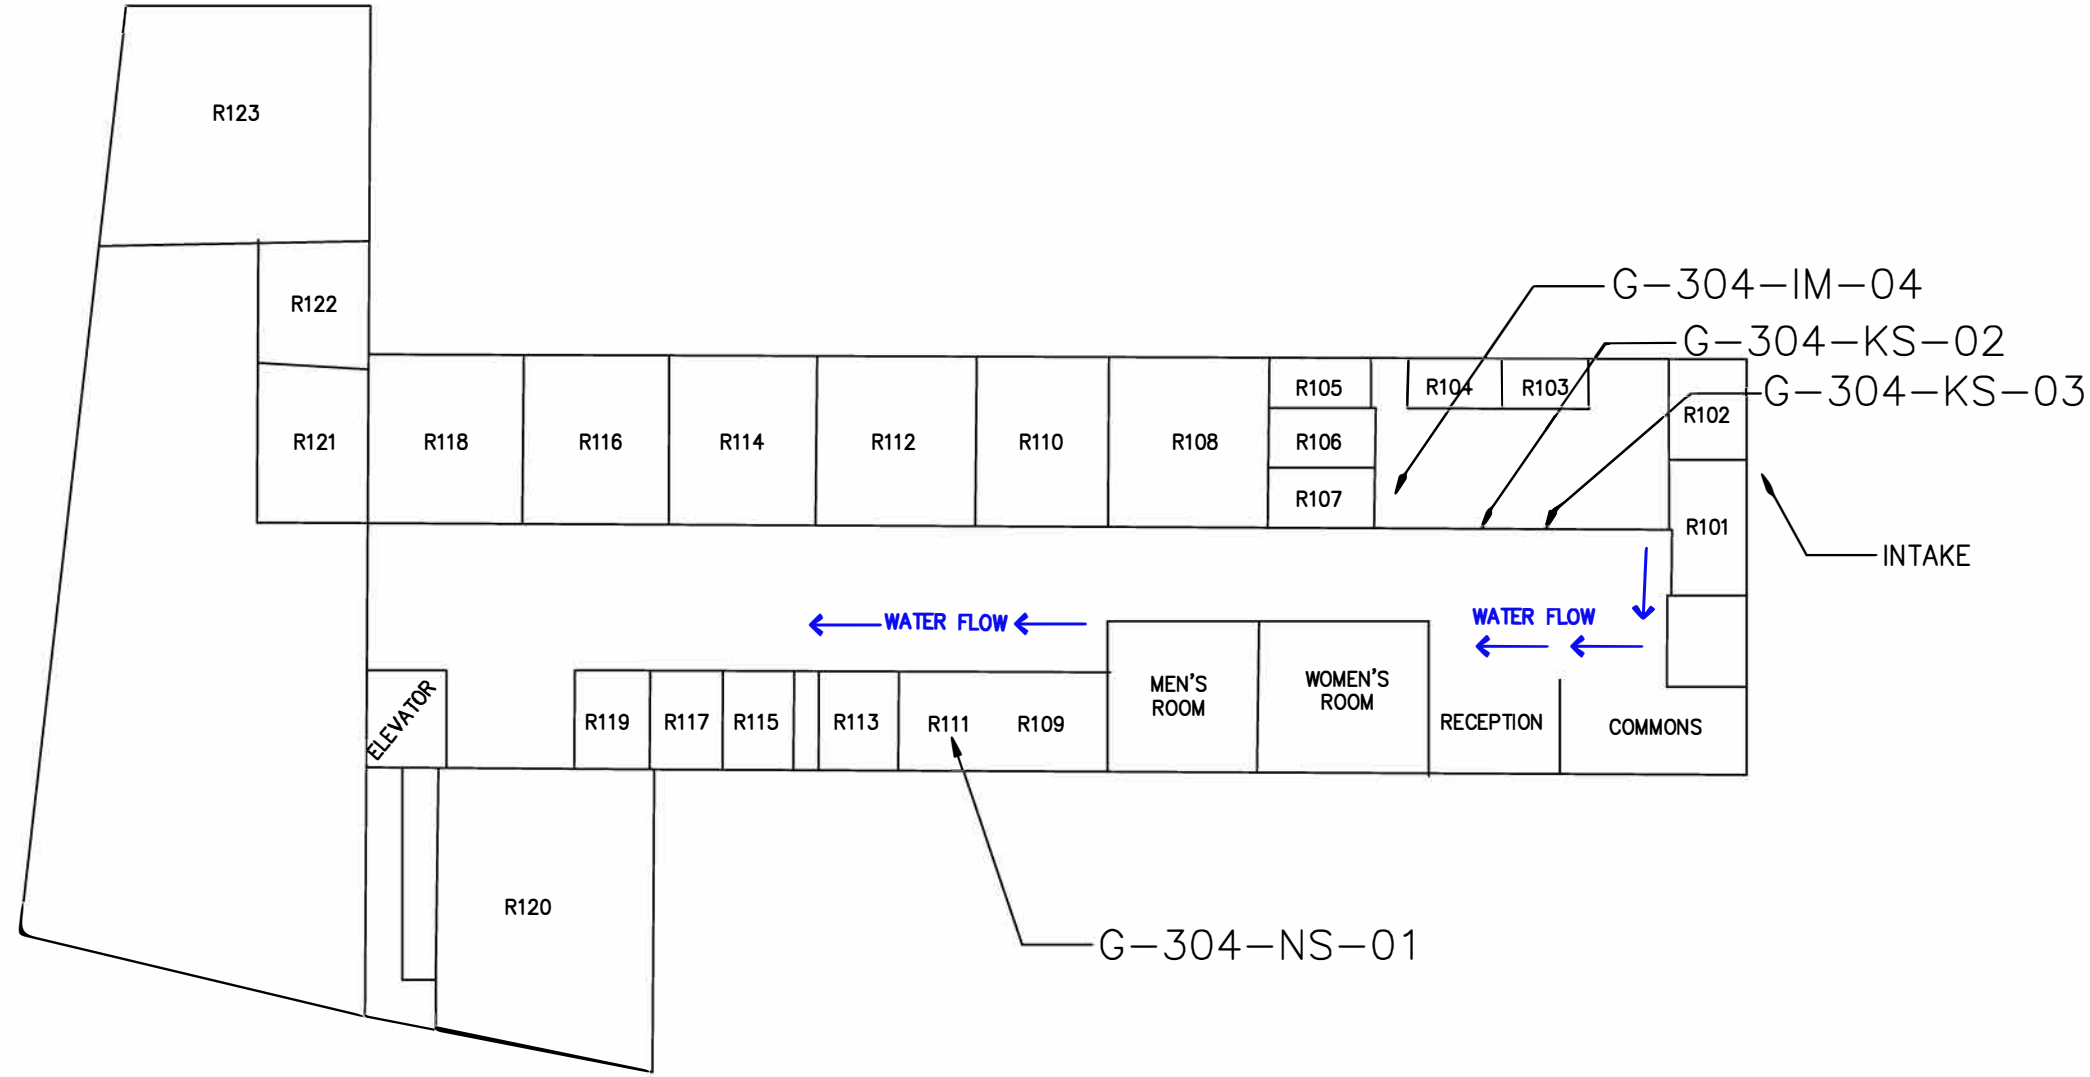 R123
R122
G-304-IM-04
G-304-KS-02
G-304-KS-03
R105
R104
R103
R102
R121
R118
R116
R114
R112
R110
R108
R106
R107
R101
INTAKE
WATER FLOW
WATER FLOW
ELEVATOR
R119
R117
R115
R113
R111
R109
MEN'S
ROOM
WOMEN'S
ROOM
RECEPTION
COMMONS
R120
G-304-NS-01